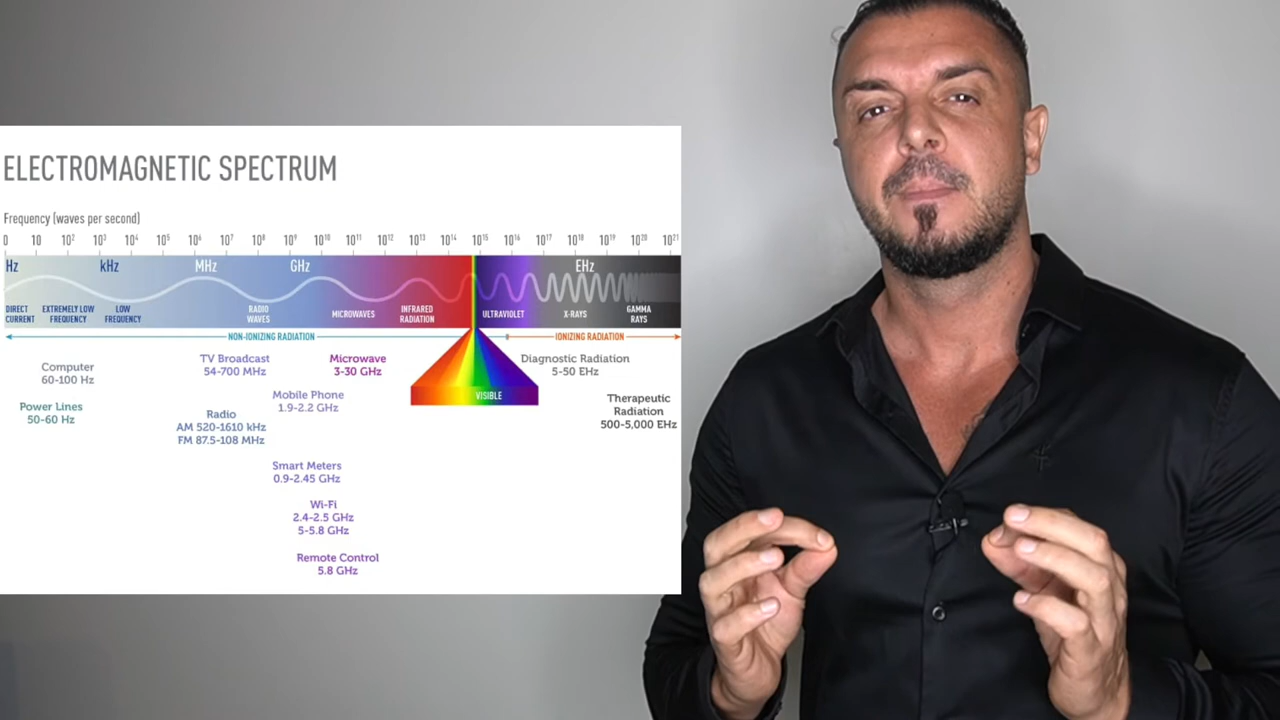 ELECTROMAGNETIC SPECTRUM
Frequency (waves per second)
0 10 10² 10³ 10⁴ 10⁵ 10⁶ 10⁷ 10⁸ 10⁹ 10¹⁰ 10¹¹ 10¹² 10¹³ 10¹⁴ 10¹⁵ 10¹⁶ 10¹⁷ 10¹⁸ 10¹⁹ 10²⁰ 10²¹
Hz kHz MHz GHz EHz
DIRECT
CURRENT
EXTREMELY LOW
FREQUENCY
LOW
FREQUENCY
RADIO
WAVES
MICROWAVES
INFRARED
RADIATION
ULTRAVIOLET
X-RAYS
GAMMA
RAYS
NON-IONIZING RADIATION
IONIZING RADIATION
Computer
60-100 Hz
Power Lines
50-60 Hz
TV Broadcast
54-700 MHz
Radio
AM 520-1610 kHz
FM 87.5-108 MHz
Mobile Phone
1.9-2.2 GHz
Smart Meters
0.9-2.45 GHz
Wi-Fi
2.4-2.5 GHz
5-5.8 GHz
Remote Control
5.8 GHz
Microwave
3-30 GHz
VISIBLE
Diagnostic Radiation
5-50 EHz
Therapeutic
Radiation
500-5,000 EHz